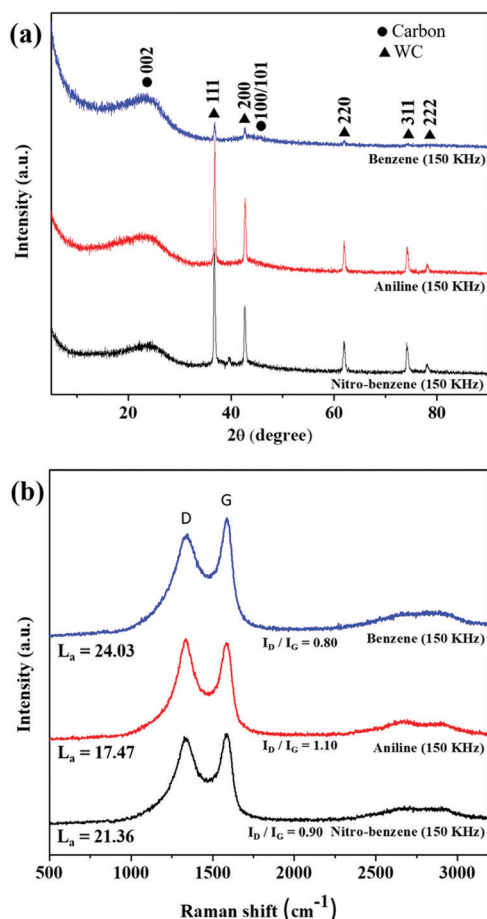 (a)
● Carbon
▲ WC
● 002
▲ 111
▲ 200
● 100/101
▲ 220
▲ 311
▲ 222
Benzene (150 KHz)
Aniline (150 KHz)
Nitro-benzene (150 KHz)
Intensity (a.u.)
20 40 60 80
2θ (degree)
(b)
D G
L_a = 24.03 I_D / I_G = 0.80 Benzene (150 KHz)
L_a = 17.47 I_D / I_G = 1.10 Aniline (150 KHz)
L_a = 21.36 I_D / I_G = 0.90 Nitro-benzene (150 KHz)
Intensity (a.u.)
500 1000 1500 2000 2500 3000
Raman shift (cm⁻¹)